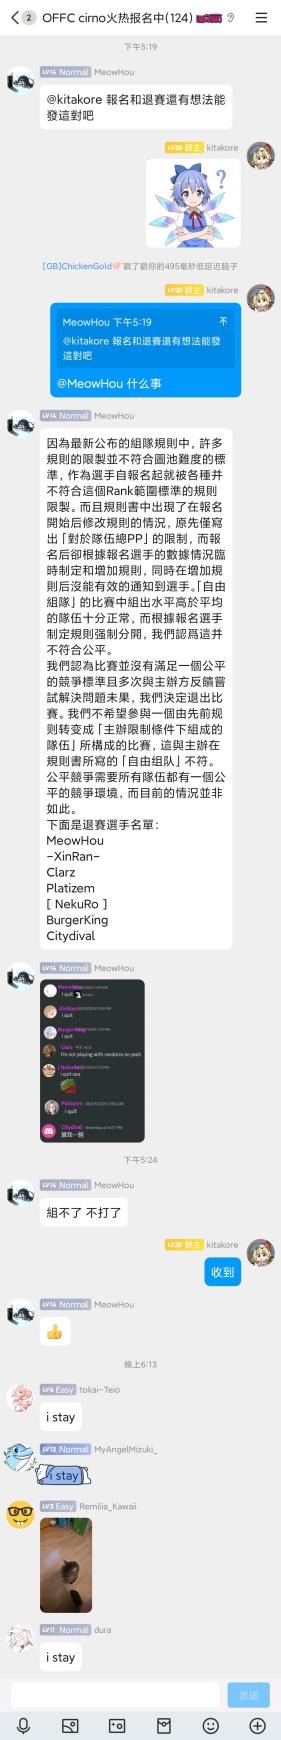 2 OFFC cirno火热报名中(124)
下午5:19
LV14 Normal MeowHou
@kitakore 報名和退賽還有想法能
發這對吧
LV20 群主 kitakore
?
[GB]ChickenGold 戳了戳你的495毫秒低延迟脑子
LV20 群主 kitakore
MeowHou 下午5:19
@kitakore 報名和退賽還有想法能發
這對吧
@MeowHou 什么事
LV14 Normal MeowHou
因為最新公布的組隊規則中, 許多
規則的限製並不符合圖池難度的標
準, 作為選手自報名起就被各種并
不符合這個Rank範圍標準的規則
限製。而且規則書中出現了在報名
開始后修改規則的情況, 原先僅寫
出「對於隊伍總PP」的限制, 而報
名后卻根據報名選手的數據情況臨
時制定和增加規則, 同時在增加規
則后沒能有效的通知到選手。「自由
組隊」的比賽中組出水平高於平均
的隊伍十分正常, 而根據報名選手
制定規則强制分開, 我們認爲這并
不符合公平。
我們認為比賽並沒有滿足一個公平
的競爭標準且多次與主辦方反饋嘗
試解決問題未果, 我們決定退出比
賽。我們不希望參與一個由先前規
则转变成「主辦限制條件下組成的
隊伍」所構成的比賽, 這與主辦在
規則書所寫的「自由组队」不符。
公平競爭需要所有隊伍都有一個公
平的競爭環境, 而目前的情況並非
如此。
下面是退賽選手名單:
MeowHou
-XinRan-
Clarz
Platizem
[ NekuRo ]
BurgerKing
Citydival
LV14 Normal MeowHou
I quit
I quit
BurgerKing
I quit
Clarz
I'm not playing with randoms so yeah
I quit osu
Platizem
I quit
Citydival Yesterday at
下午5:24
LV14 Normal MeowHou
組不了 不打了
LV20 群主 kitakore
收到
LV14 Normal MeowHou
晚上6:13
LV6 Easy tokai-Teio
i stay
LV13 Normal MyAngelMizuki_
i stay
LV3 Easy Remilia_Kawaii
LV11 Normal dura
i stay
发送